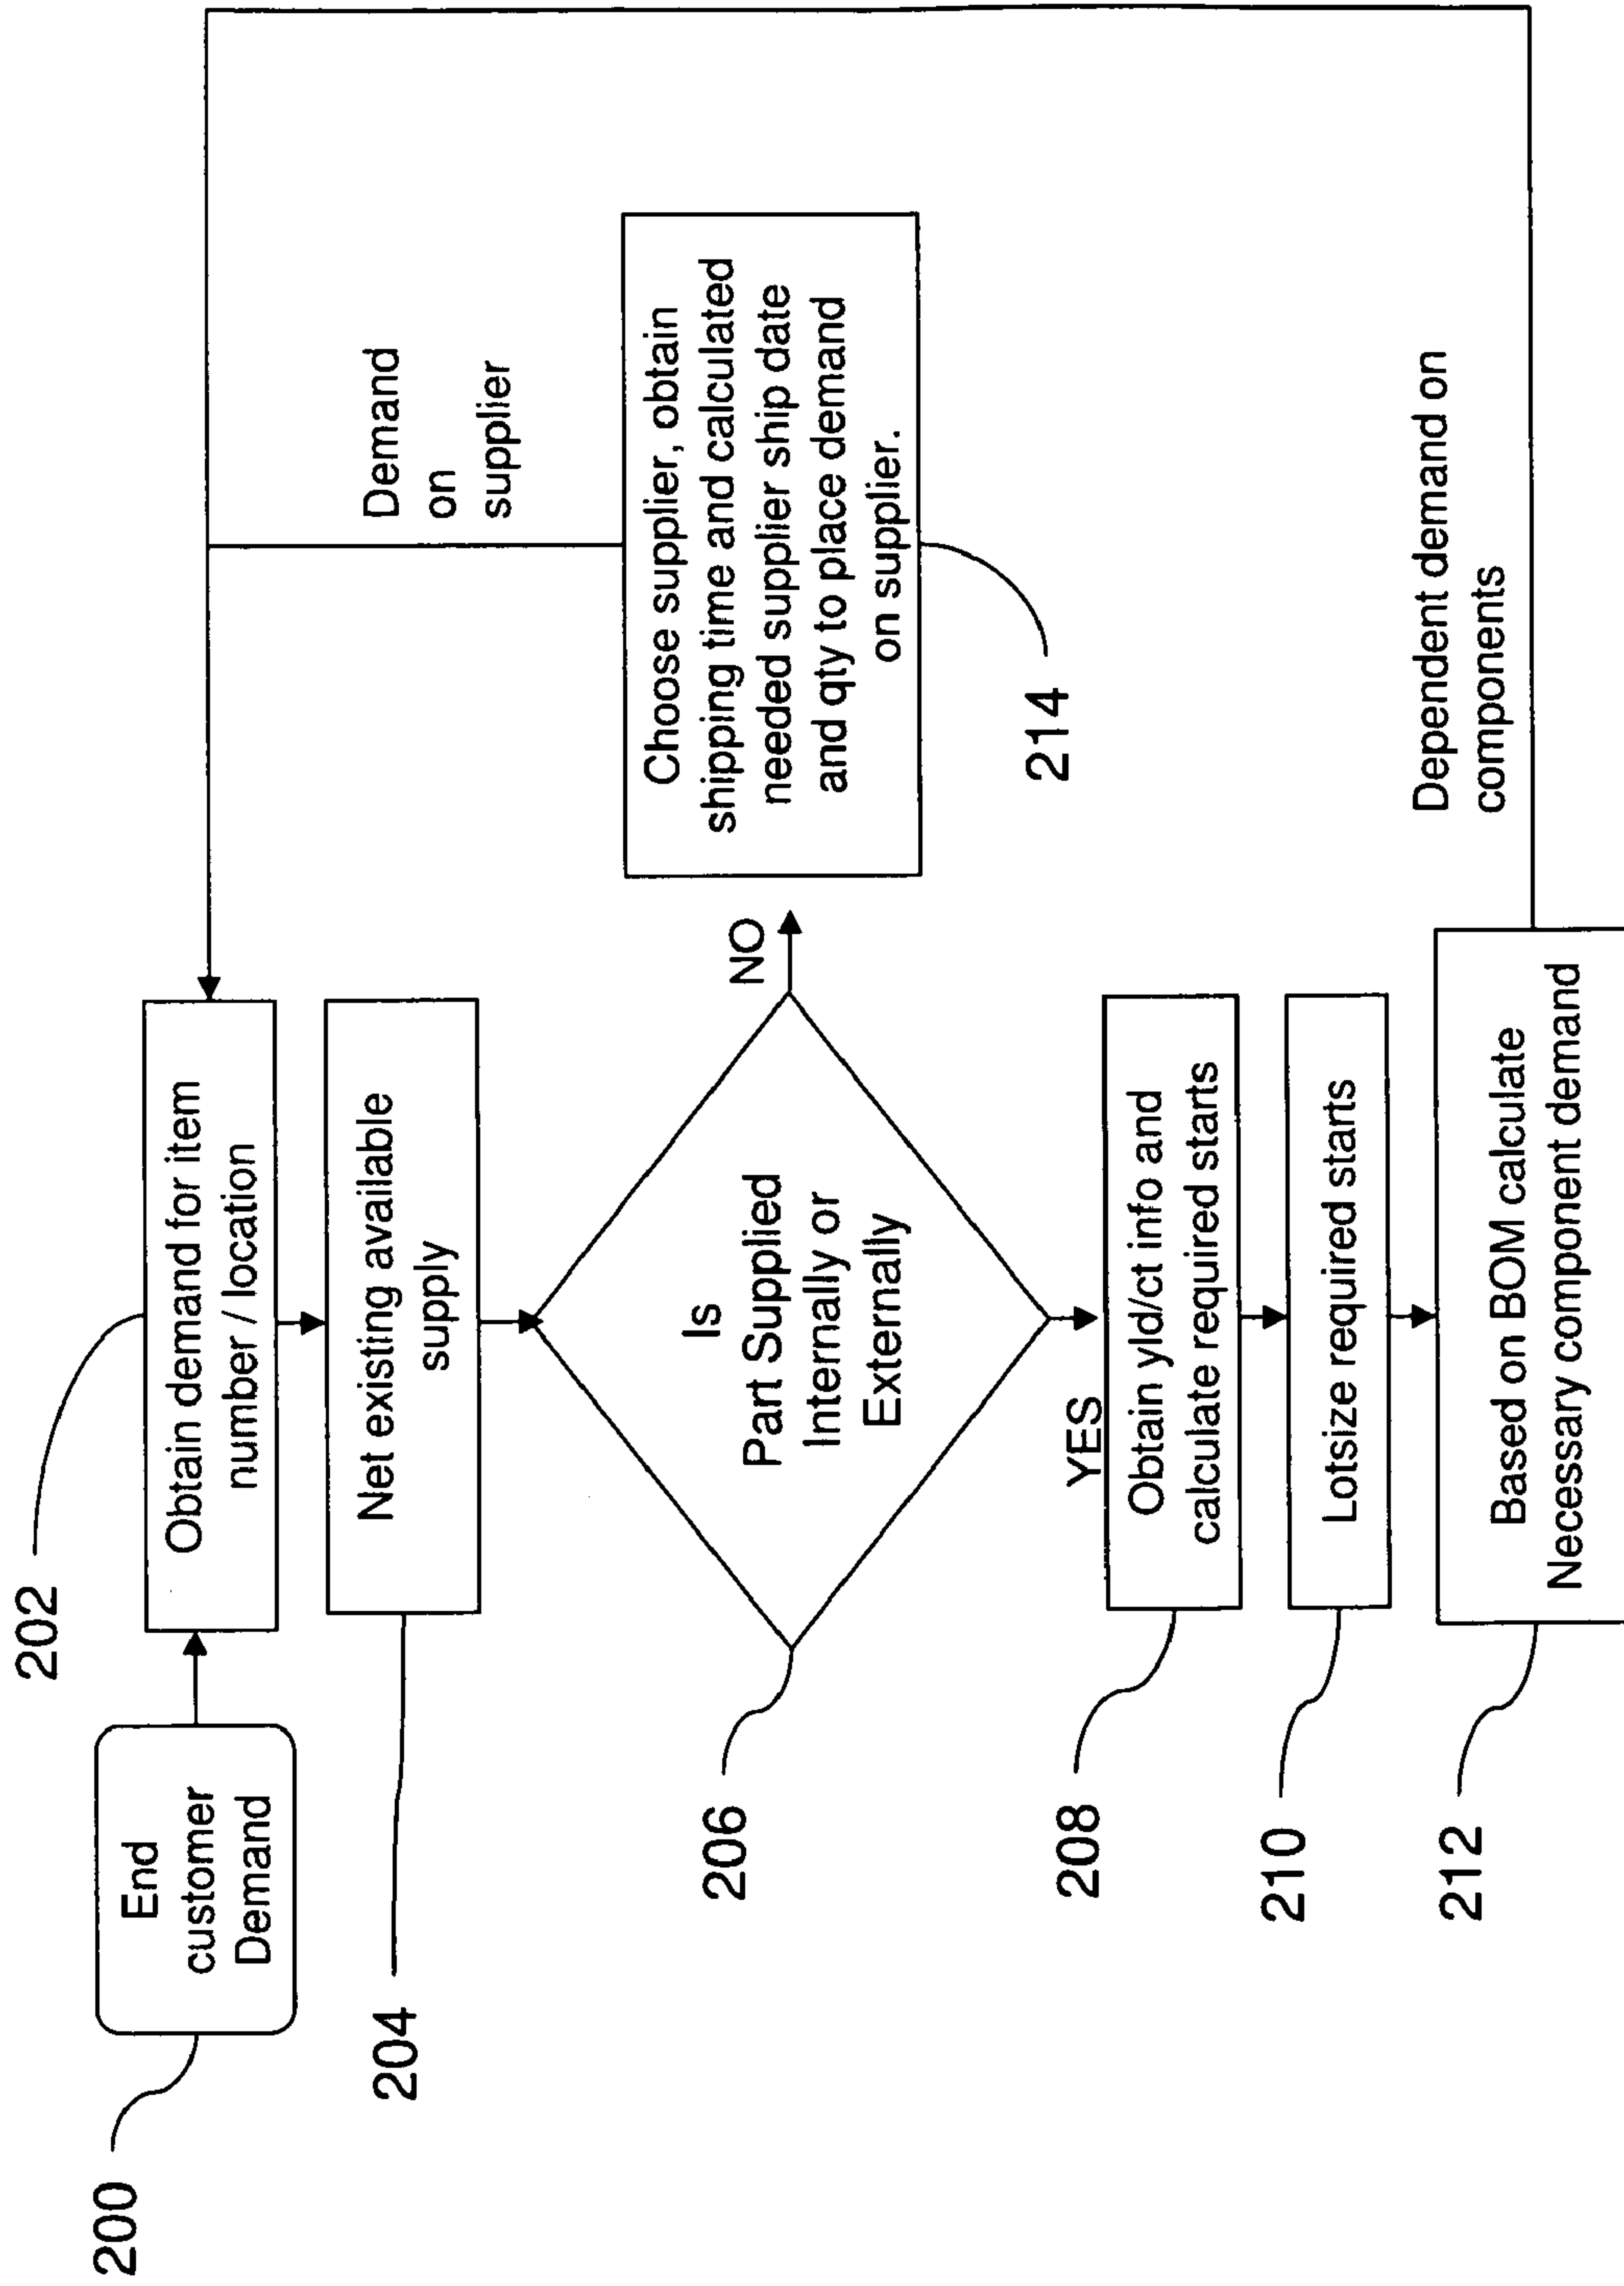 200
End
customer
Demand
202
Obtain demand for item
number / location
204
Net existing available
supply
206
Is
Part Supplied
Internally or
Externally
NO
YES
214
Choose supplier, obtain
shipping time and calculated
needed supplier ship date
and qty to place demand
on supplier.
Demand
on
supplier
208
Obtain yld/ct info and
calculate required starts
210
Lotsize required starts
212
Based on BOM calculate
Necessary component demand
Dependent demand on
components